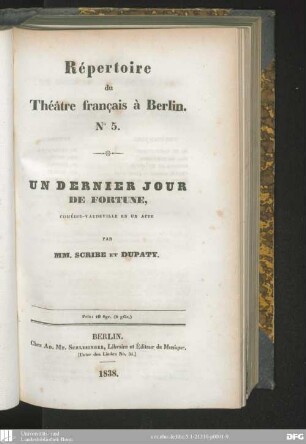 Répertoire
du
Théâtre français à Berlin.
N° 5.
UN DERNIER JOUR
DE FORTUNE,
COMÉDIE-VAUDEVILLE EN UN ACTE
PAR
MM. SCRIBE ET DUPATY.
BERLIN.
Chez AD. MT. SCHLESINGER, Libraire et Éditeur de Musique,
(Unter den Linden No. 34.)
1838.
DFG